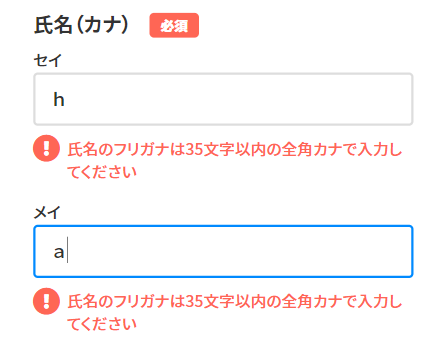 氏名（カナ） 必須
セイ
h
氏名のフリガナは35文字以内の全角カナで入力し
てください
メイ
a
氏名のフリガナは35文字以内の全角カナで入力し
てください